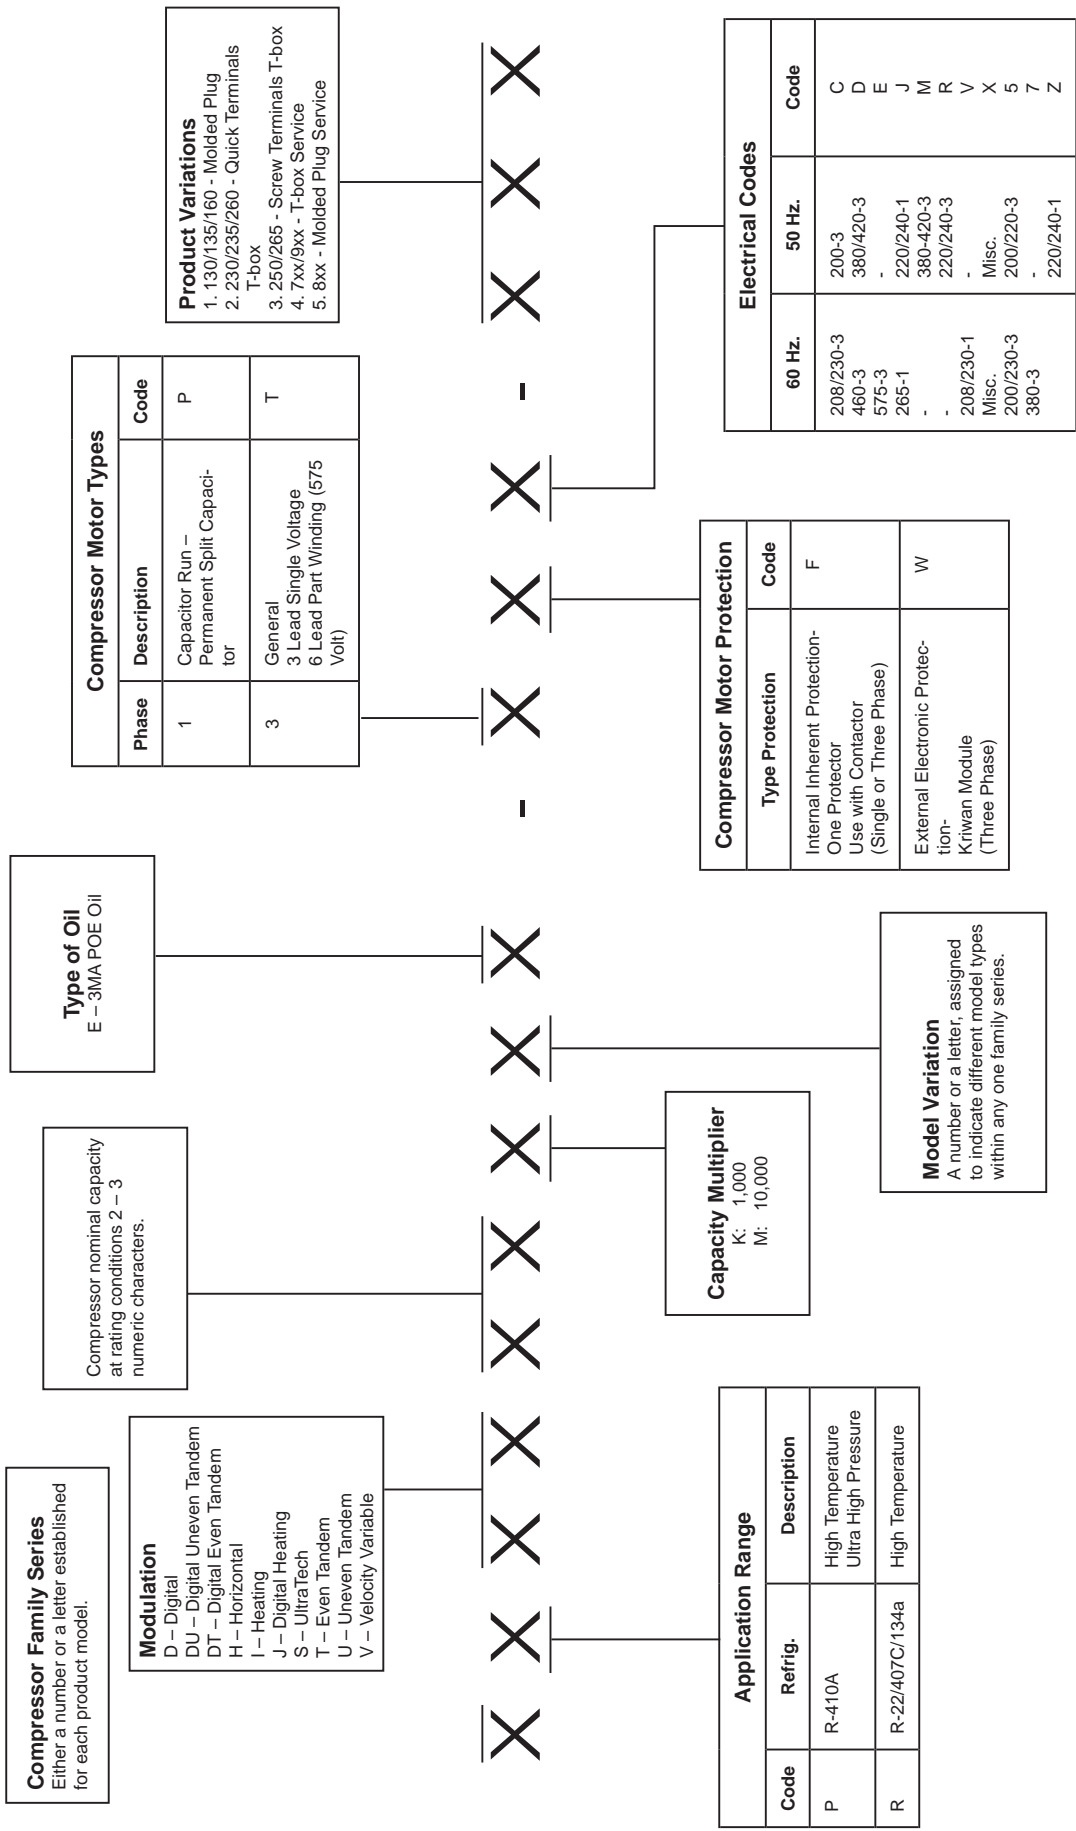 Compressor Family Series
Either a number or a letter established
for each product model.
Modulation
D – Digital
DU – Digital Uneven Tandem
DT – Digital Even Tandem
H – Horizontal
I – Heating
J – Digital Heating
S – UltraTech
T – Even Tandem
U – Uneven Tandem
V – Velocity Variable
Compressor nominal capacity
at rating conditions 2 – 3
numeric characters.
Type of Oil
E – 3MA POE Oil
Compressor Motor Types
Phase Description Code
1 Capacitor Run – P
Permanent Split Capaci-
tor
3 General T
3 Lead Single Voltage
6 Lead Part Winding (575
Volt)
Product Variations
1. 130/135/160 - Molded Plug
2. 230/235/260 - Quick Terminals
T-box
3. 250/265 - Screw Terminals T-box
4. 7xx/9xx - T-box Service
5. 8xx - Molded Plug Service
X X X X X X X X X - X X X - X X X
Application Range
Code Refrig. Description
P R-410A High Temperature
Ultra High Pressure
R R-22/407C/134a High Temperature
Capacity Multiplier
K: 1,000
M: 10,000
Model Variation
A number or a letter, assigned
to indicate different model types
within any one family series.
Compressor Motor Protection
Type Protection Code
Internal Inherent Protection- F
One Protector
Use with Contactor
(Single or Three Phase)
External Electronic Protec- W
tion-
Kriwan Module
(Three Phase)
Electrical Codes
60 Hz. 50 Hz. Code
208/230-3 200-3 C
460-3 380/420-3 D
575-3 - E
265-1 220/240-1 J
- 380-420-3 M
- 220/240-3 R
208/230-1 - V
Misc. Misc. X
200/230-3 200/220-3 5
380-3 - 7
220/240-1 Z